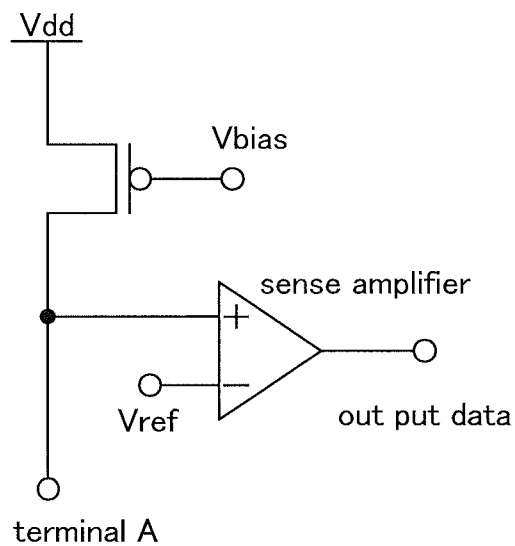 Vdd
Vbias
sense amplifier
+
−
Vref
out put data
terminal A